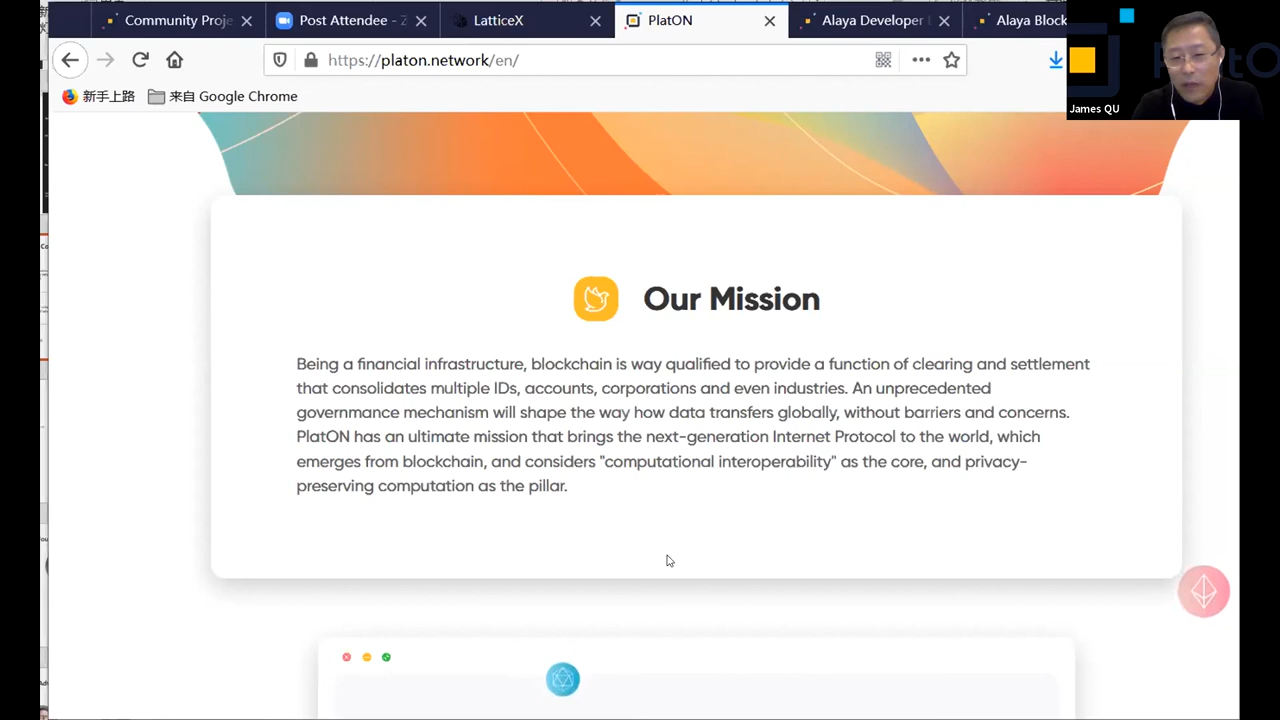 Community Proje
Post Attendee - Z
LatticeX
PlatON
Alaya Developer
Alaya Block
https://platon.network/en/
新手上路
来自 Google Chrome
James QU
Our Mission
Being a financial infrastructure, blockchain is way qualified to provide a function of clearing and settlement
that consolidates multiple IDs, accounts, corporations and even industries. An unprecedented
governmance mechanism will shape the way how data transfers globally, without barriers and concerns.
PlatON has an ultimate mission that brings the next-generation Internet Protocol to the world, which
emerges from blockchain, and considers "computational interoperability" as the core, and privacy-
preserving computation as the pillar.